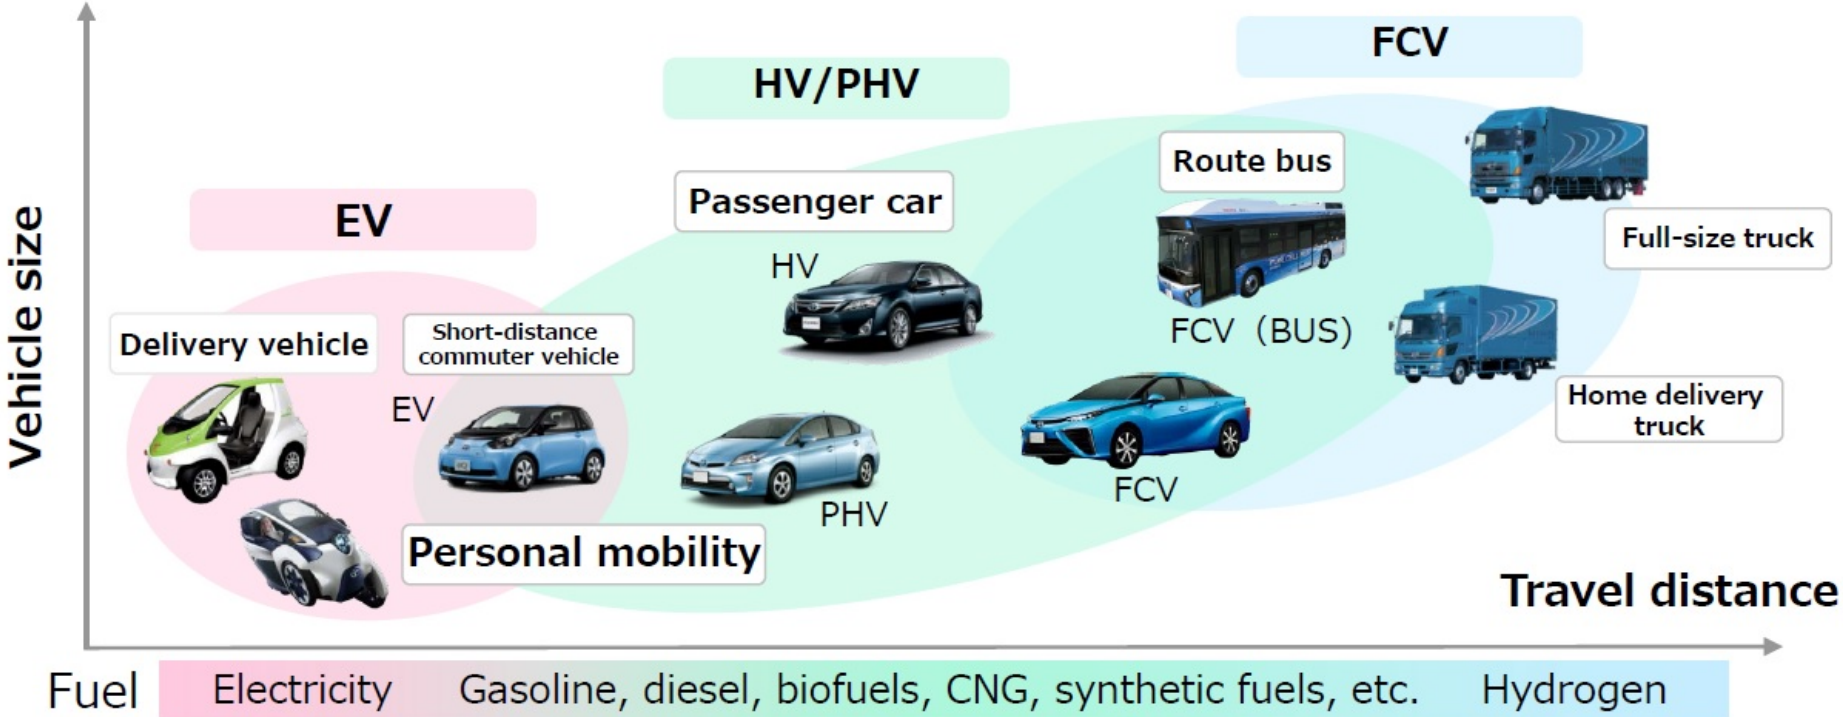 FCV
HV/PHV
EV
Vehicle size
Route bus
Passenger car
Full-size truck
HV
FCV（BUS）
Delivery vehicle
Short-distance
commuter vehicle
EV
Home delivery
truck
FCV
PHV
Personal mobility
Travel distance
Fuel
Electricity
Gasoline, diesel, biofuels, CNG, synthetic fuels, etc.
Hydrogen